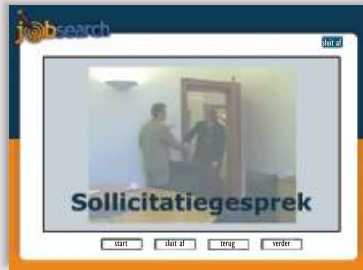 jobsearch
sluit af
Sollicitatiegesprek
start
sluit af
terug
verder